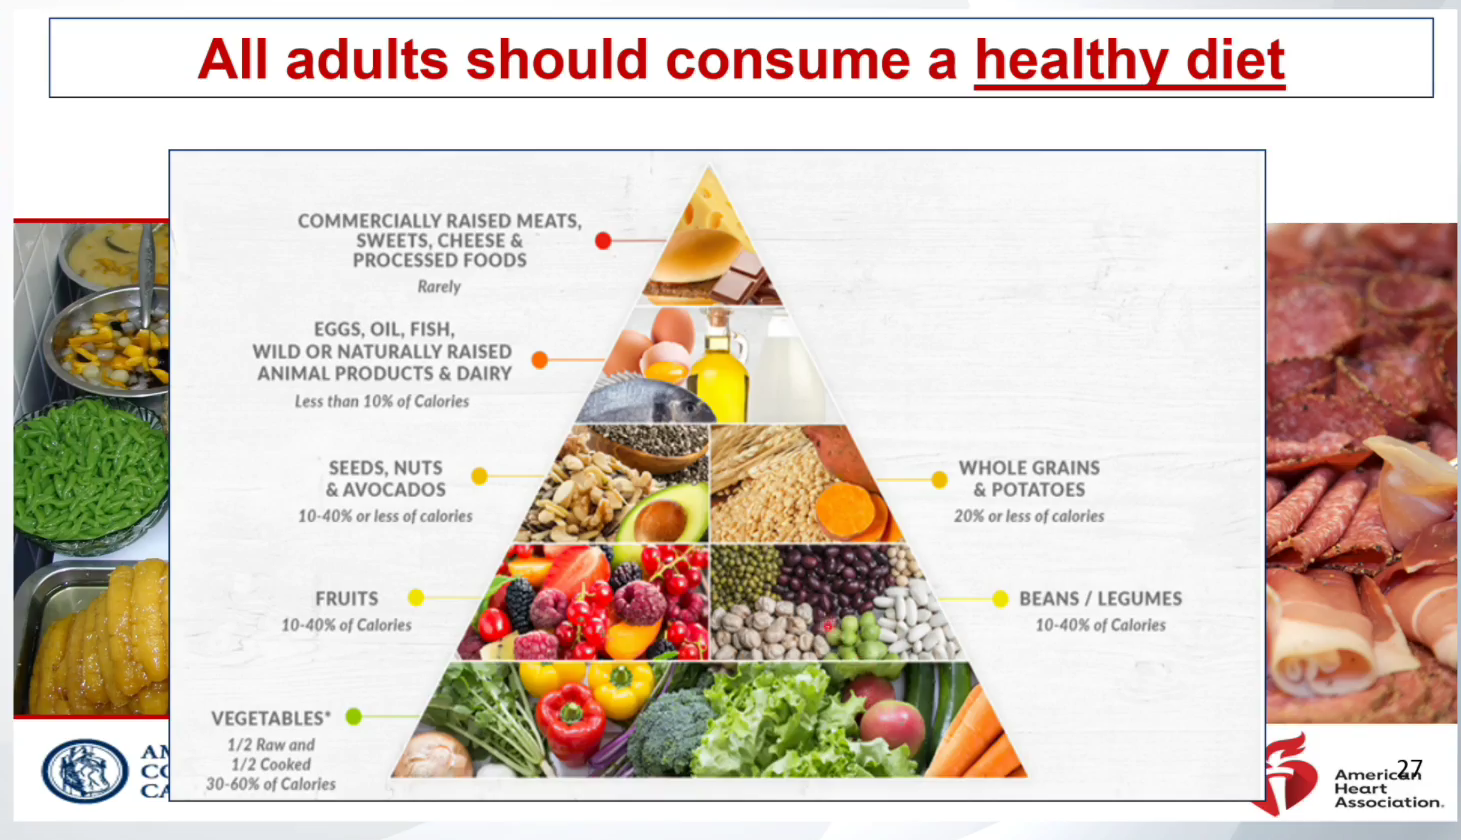 All adults should consume a healthy diet
COMMERCIALLY RAISED MEATS,
SWEETS, CHEESE &
PROCESSED FOODS
Rarely
EGGS, OIL, FISH,
WILD OR NATURALLY RAISED
ANIMAL PRODUCTS & DAIRY
Less than 10% of Calories
SEEDS, NUTS
& AVOCADOS
10-40% or less of calories
WHOLE GRAINS
& POTATOES
20% or less of calories
FRUITS
10-40% of Calories
BEANS / LEGUMES
10-40% of Calories
VEGETABLES*
1/2 Raw and
1/2 Cooked
30-60% of Calories
AM
CO
CA
27
American
Heart
Association.